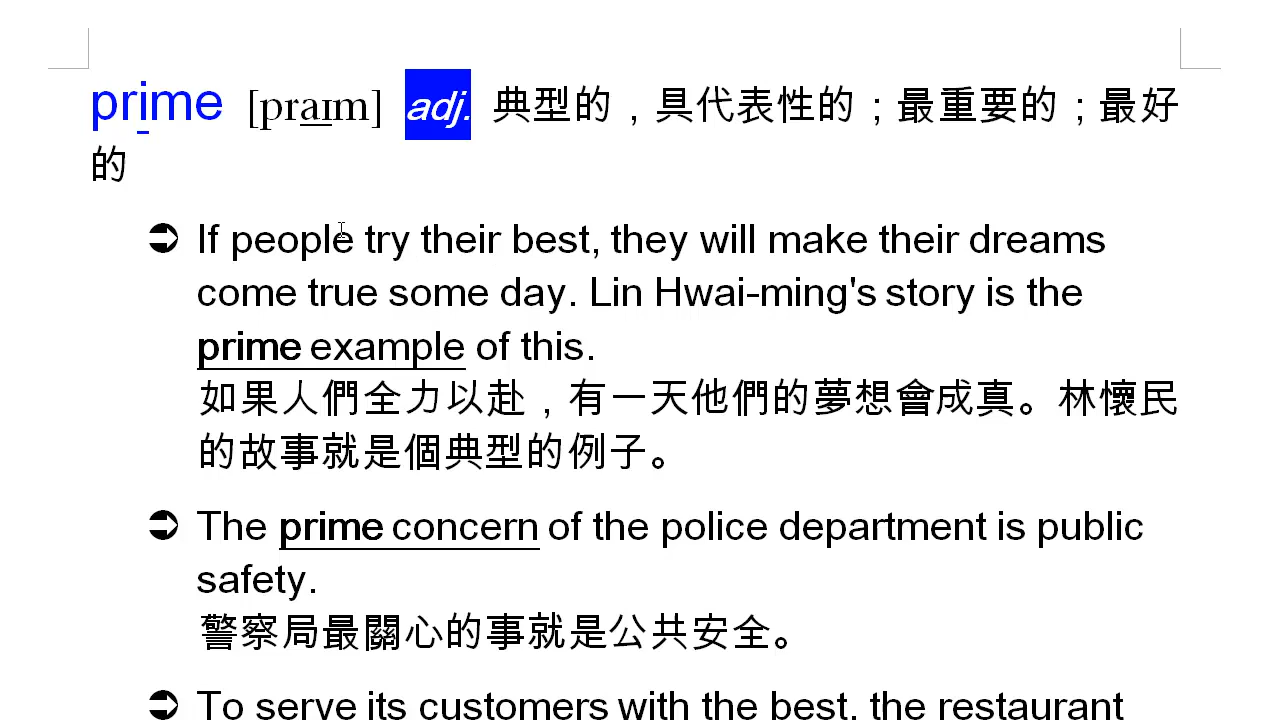 prime [praɪm] adj. 典型的，具代表性的；最重要的；最好
的
➲ If people try their best, they will make their dreams
come true some day. Lin Hwai-ming's story is the
prime example of this.
如果人們全力以赴，有一天他們的夢想會成真。林懷民
的故事就是個典型的例子。
➲ The prime concern of the police department is public
safety.
警察局最關心的事就是公共安全。
➲ To serve its customers with the best, the restaurant